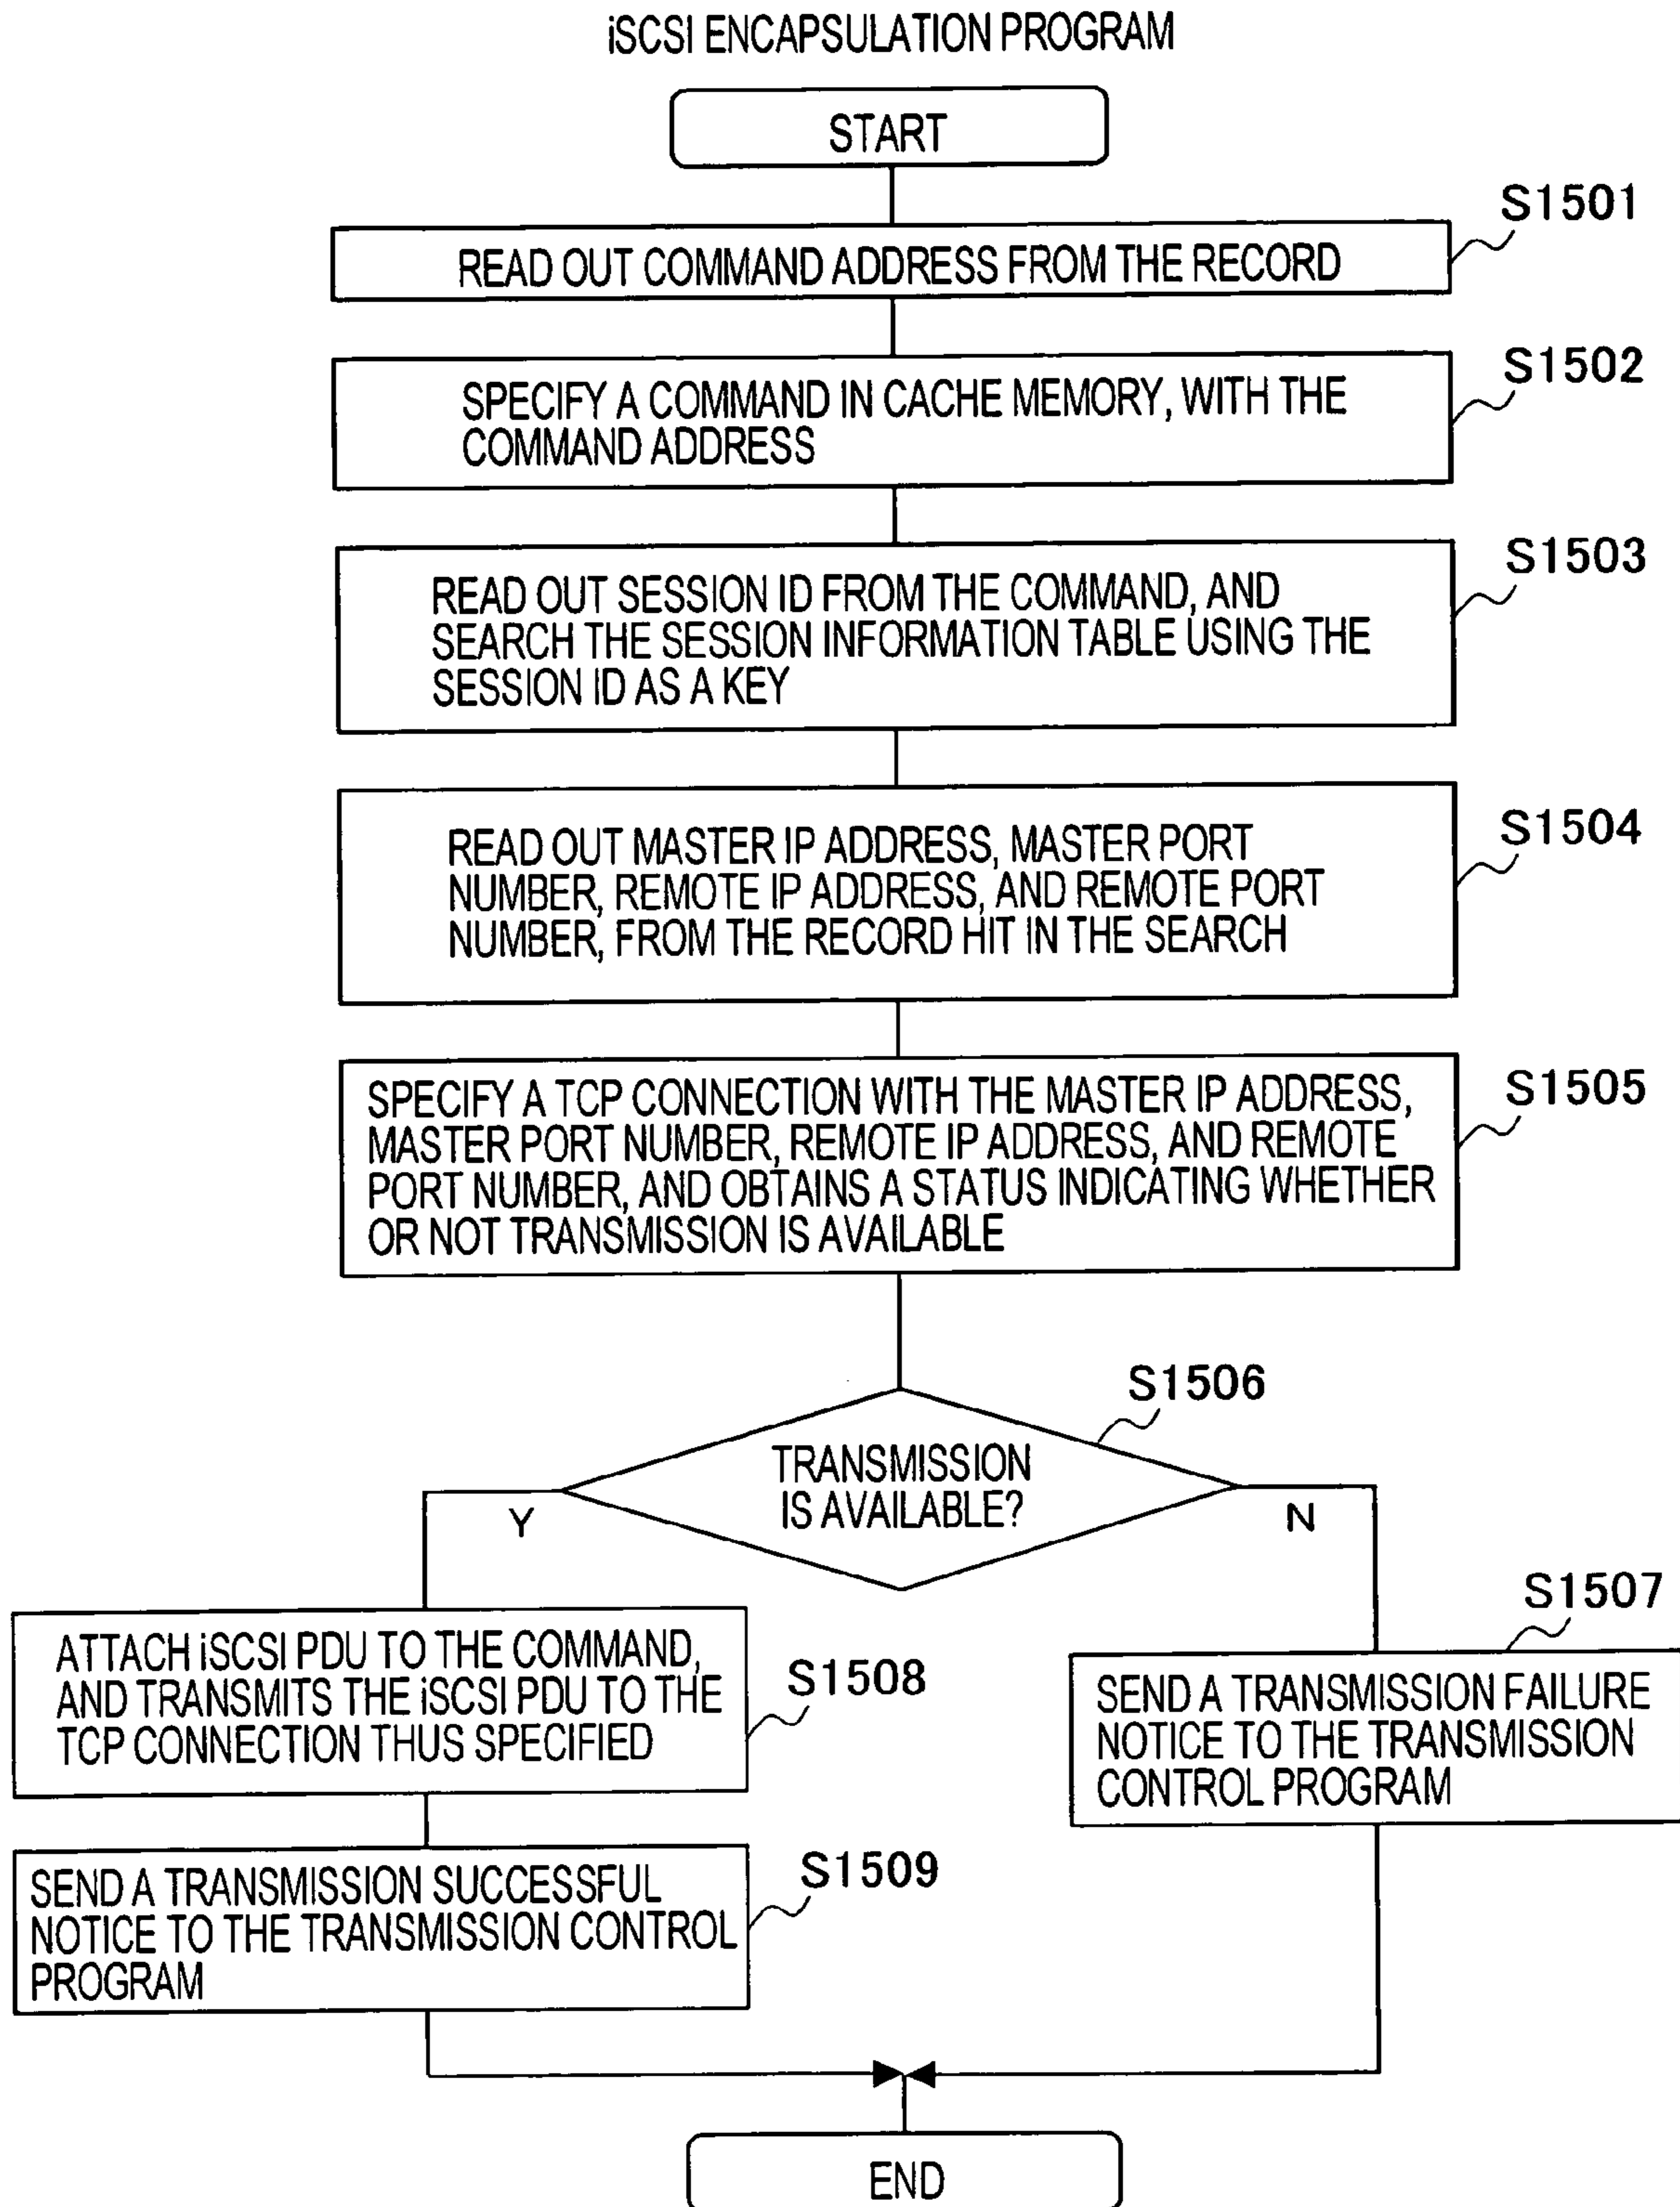 iSCSI ENCAPSULATION PROGRAM
START
S1501
READ OUT COMMAND ADDRESS FROM THE RECORD
S1502
SPECIFY A COMMAND IN CACHE MEMORY, WITH THE
COMMAND ADDRESS
S1503
READ OUT SESSION ID FROM THE COMMAND, AND
SEARCH THE SESSION INFORMATION TABLE USING THE
SESSION ID AS A KEY
S1504
READ OUT MASTER IP ADDRESS, MASTER PORT
NUMBER, REMOTE IP ADDRESS, AND REMOTE PORT
NUMBER, FROM THE RECORD HIT IN THE SEARCH
S1505
SPECIFY A TCP CONNECTION WITH THE MASTER IP ADDRESS,
MASTER PORT NUMBER, REMOTE IP ADDRESS, AND REMOTE
PORT NUMBER, AND OBTAINS A STATUS INDICATING WHETHER
OR NOT TRANSMISSION IS AVAILABLE
S1506
TRANSMISSION
IS AVAILABLE?
Y
N
S1508
ATTACH iSCSI PDU TO THE COMMAND,
AND TRANSMITS THE iSCSI PDU TO THE
TCP CONNECTION THUS SPECIFIED
S1507
SEND A TRANSMISSION FAILURE
NOTICE TO THE TRANSMISSION
CONTROL PROGRAM
S1509
SEND A TRANSMISSION SUCCESSFUL
NOTICE TO THE TRANSMISSION CONTROL
PROGRAM
END